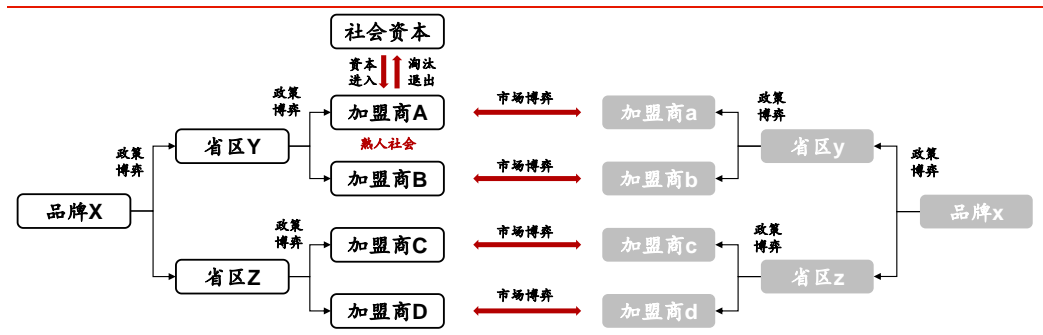 社会资本
资本
进入
淘汰
退出
政策
博弈
加盟商A
市场博弈
加盟商a
政策
博弈
熟人社会
政策
博弈
省区Y
省区y
政策
博弈
加盟商B
市场博弈
加盟商b
品牌X
品牌x
政策
博弈
加盟商C
市场博弈
加盟商c
政策
博弈
省区Z
省区z
加盟商D
市场博弈
加盟商d